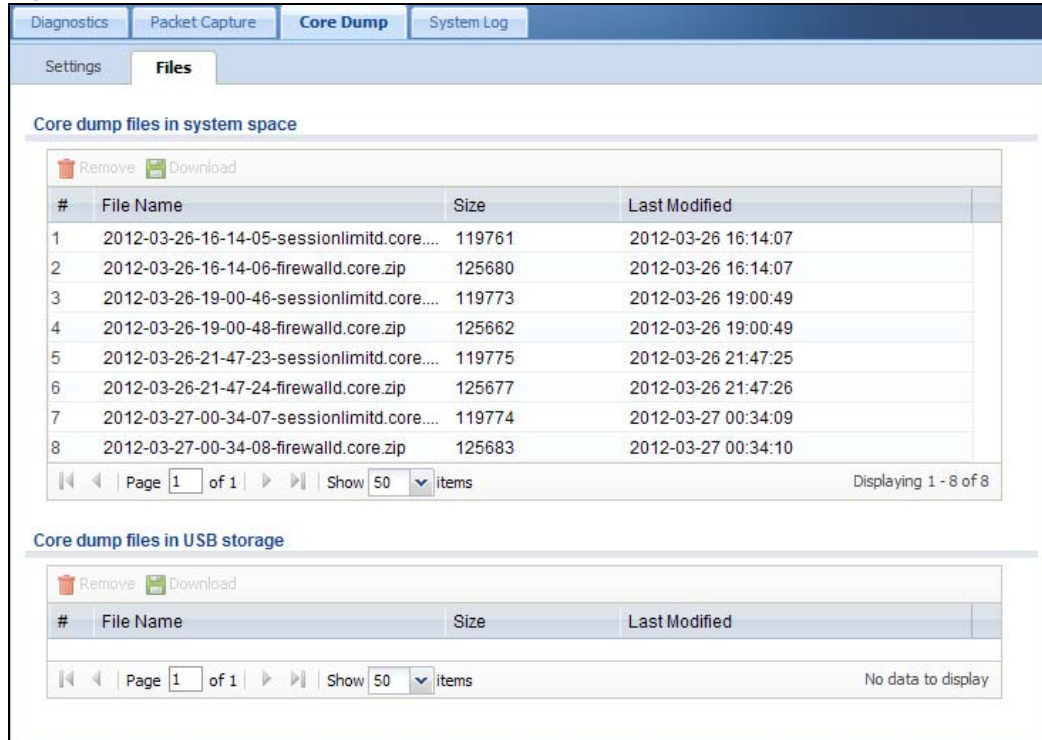 Diagnostics Packet Capture Core Dump System Log
Settings Files
Core dump files in system space
Remove Download
# File Name Size Last Modified
1 2012-03-26-16-14-05-sessionlimitd.core.... 119761 2012-03-26 16:14:07
2 2012-03-26-16-14-06-firewalld.core.zip 125680 2012-03-26 16:14:07
3 2012-03-26-19-00-46-sessionlimitd.core.... 119773 2012-03-26 19:00:49
4 2012-03-26-19-00-48-firewalld.core.zip 125662 2012-03-26 19:00:49
5 2012-03-26-21-47-23-sessionlimitd.core.... 119775 2012-03-26 21:47:25
6 2012-03-26-21-47-24-firewalld.core.zip 125677 2012-03-26 21:47:26
7 2012-03-27-00-34-07-sessionlimitd.core.... 119774 2012-03-27 00:34:09
8 2012-03-27-00-34-08-firewalld.core.zip 125683 2012-03-27 00:34:10
Page 1 of 1 Show 50 items Displaying 1 - 8 of 8
Core dump files in USB storage
Remove Download
# File Name Size Last Modified
Page 1 of 1 Show 50 items No data to display